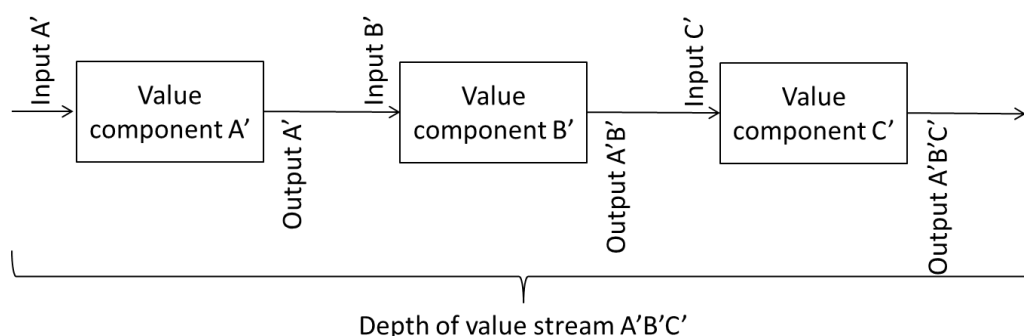 Input A’
Value
component A’
Output A’
Input B’
Value
component B’
Output A’B’
Input C’
Value
component C’
Output A’B’C’
Depth of value stream A’B’C’